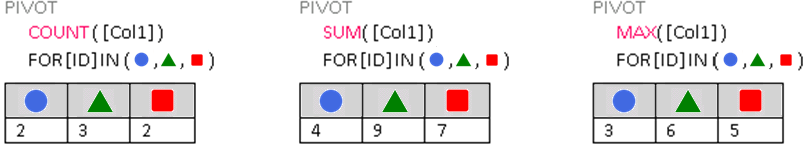 PIVOT
COUNT([Col1])
FOR[ID]IN( , , )
2 3 2
PIVOT
SUM([Col1])
FOR[ID]IN( , , )
4 9 7
PIVOT
MAX([Col1])
FOR[ID]IN( , , )
3 6 5